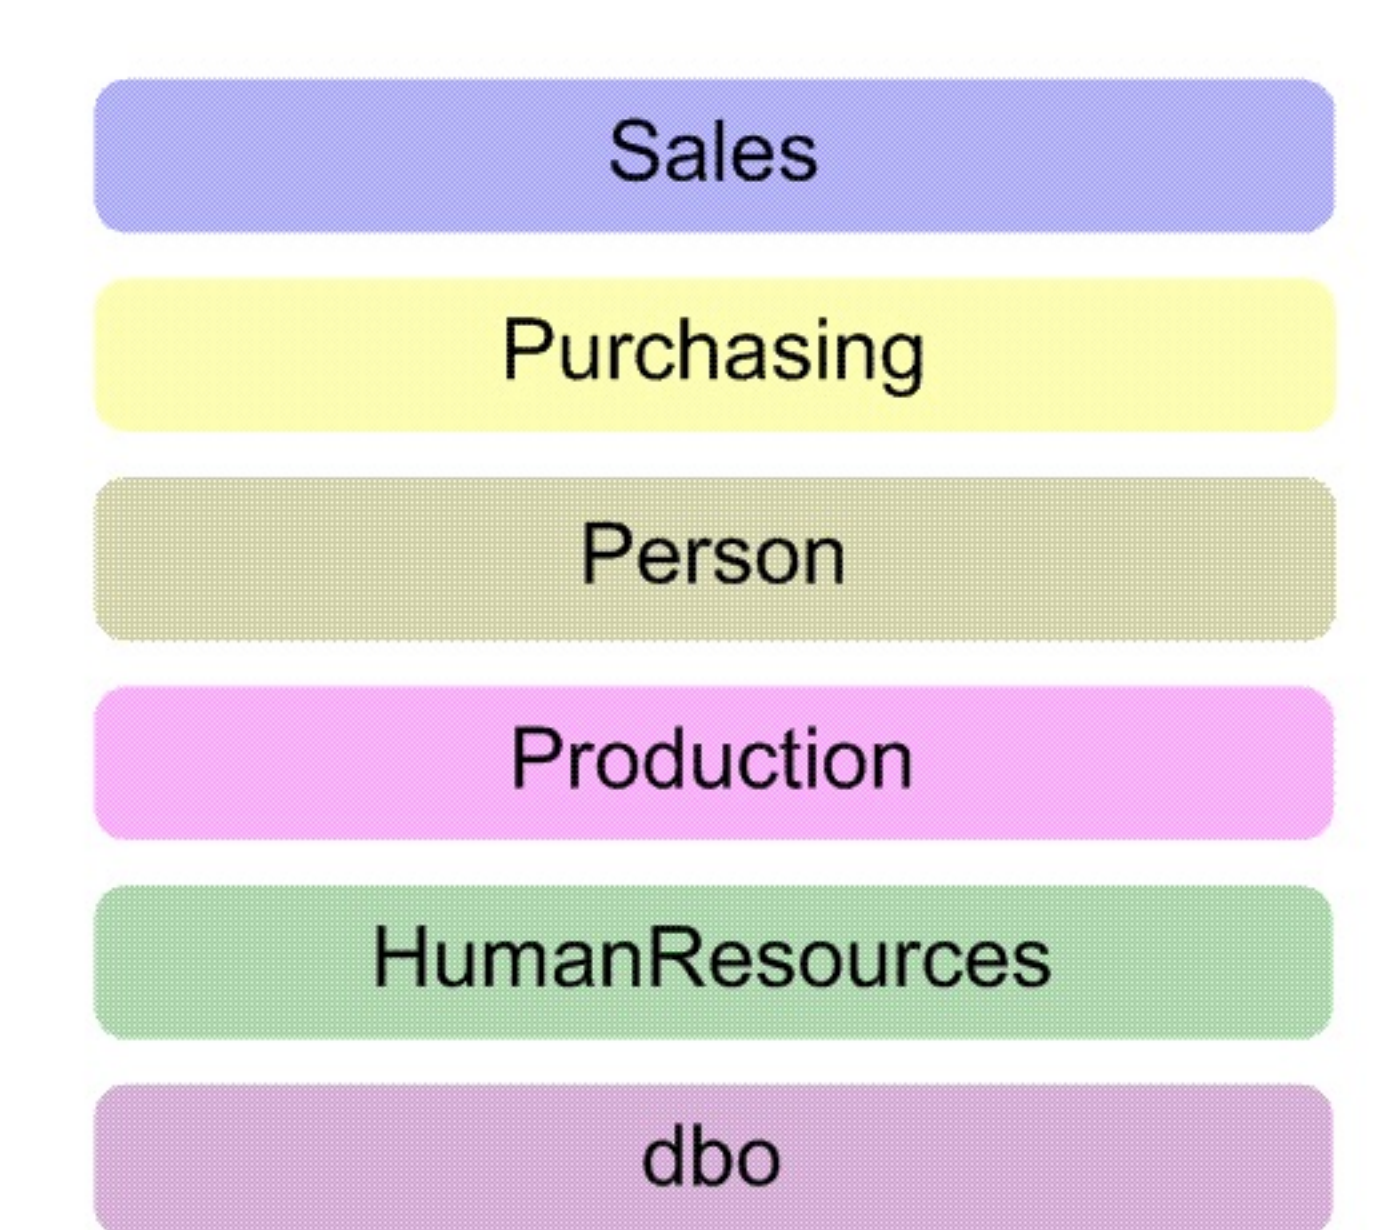 Sales
Purchasing
Person
Production
HumanResources
dbo